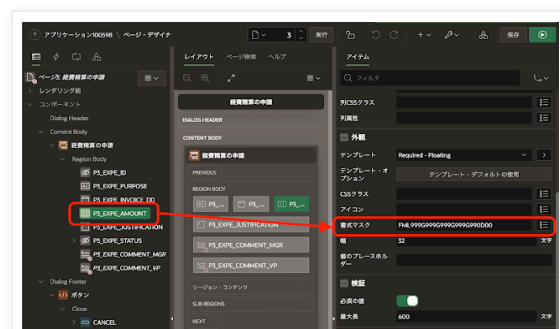 アプリケーション100598 \ ページ・デザイナ
3
実行
保存
レイアウト ページ検索 ヘルプ
アイテム
ページ5: 経費精算の申請
レンダリング前
コンポーネント
Dialog Header
Content Body
経費精算の申請
Region Body
P5_EXPE_ID
P5_EXPE_PURPOSE
P5_EXPE_INVOICE_DD
P5_EXPE_AMOUNT
P5_EXPE_JUSTIFICATION
P5_EXPE_STATUS
P5_EXPE_COMMENT_MGR
P5_EXPE_COMMENT_VP
Dialog Footer
ボタン
Close
CANCEL
経費精算の申請
DIALOG HEADER
CONTENT BODY
経費精算の申請
PREVIOUS
REGION BODY
P5_... P5_... P5_...
P5_EXPE_JUSTIFICATION
P5_EXPE_COMMENT_MGR
P5_EXPE_COMMENT_VP
リージョン・コンテンツ
SUB REGIONS
NEXT
フィルタ
列CSSクラス
列属性
外観
テンプレート Required - Floating
テンプレート・オプション テンプレート・デフォルトの使用
CSSクラス
アイコン
書式マスク FML999G999G999G999G990D00
幅 32 文字
値のプレースホルダー
検証
必須の値
最大長 600 文字